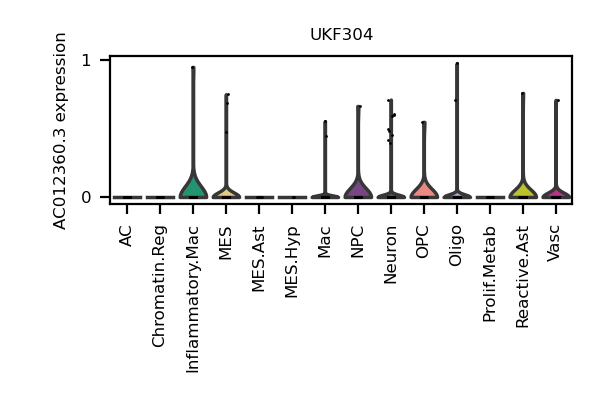 UKF304
AC012360.3 expression
1
0
AC
Chromatin.Reg
Inflammatory.Mac
MES
MES.Ast
MES.Hyp
Mac
NPC
Neuron
OPC
Oligo
Prolif.Metab
Reactive.Ast
Vasc